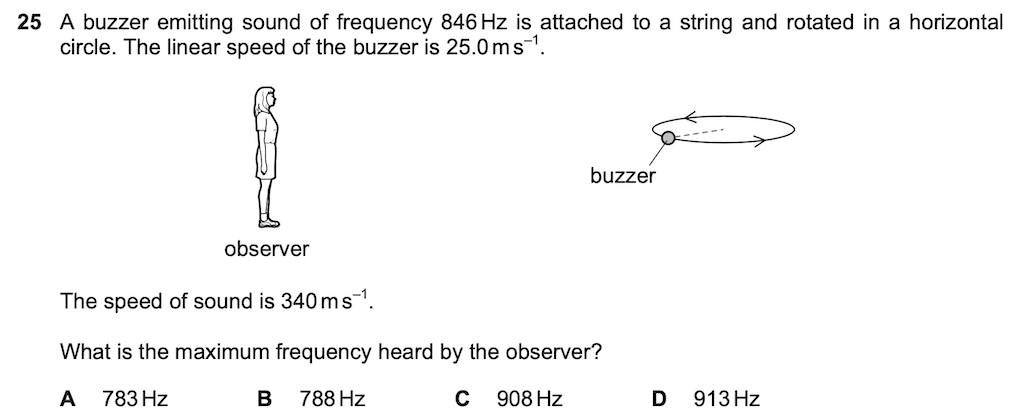 25 A buzzer emitting sound of frequency 846 Hz is attached to a string and rotated in a horizontal
circle. The linear speed of the buzzer is 25.0 m s⁻¹.
buzzer
observer
The speed of sound is 340 m s⁻¹.
What is the maximum frequency heard by the observer?
A 783 Hz B 788 Hz C 908 Hz D 913 Hz